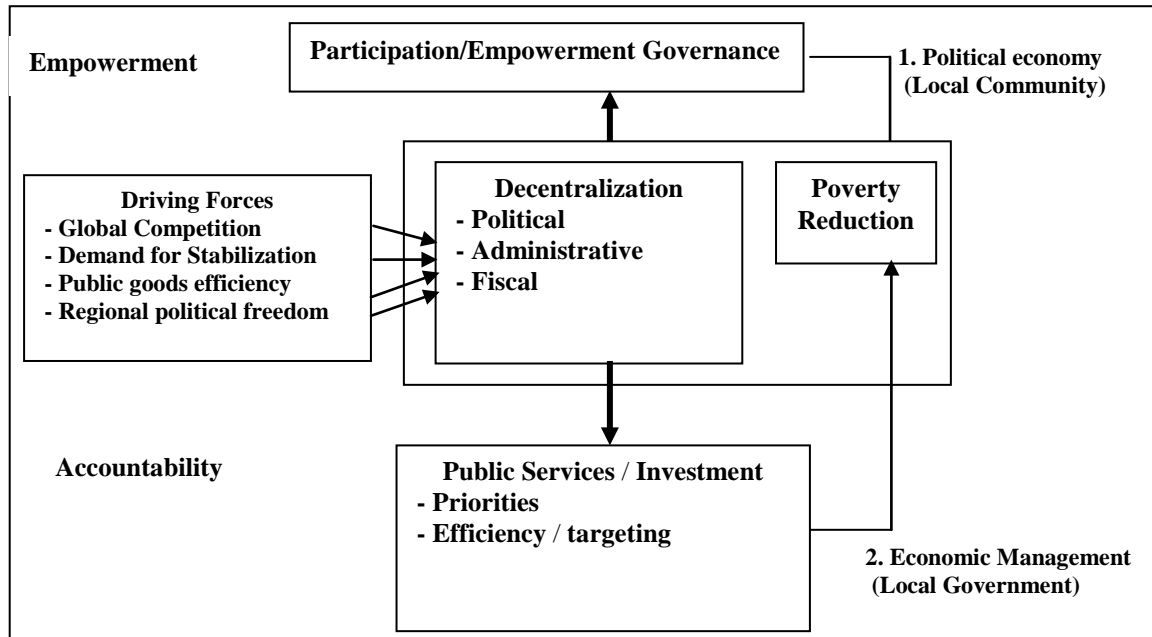 Participation/Empowerment Governance
Empowerment
1. Political economy
(Local Community)
Driving Forces
- Global Competition
- Demand for Stabilization
- Public goods efficiency
- Regional political freedom
Decentralization
- Political
- Administrative
- Fiscal
Poverty
Reduction
Accountability
Public Services / Investment
- Priorities
- Efficiency / targeting
2. Economic Management
(Local Government)